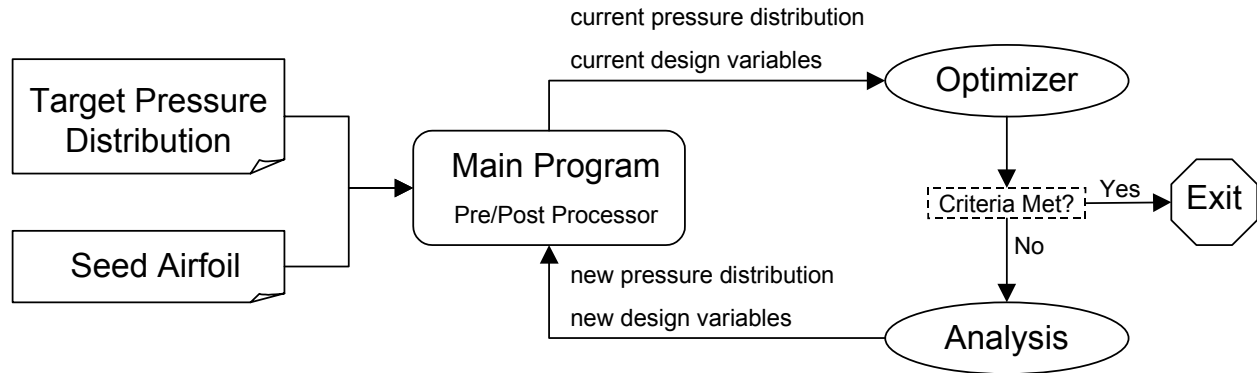 current pressure distribution
current design variables
Target Pressure
Distribution
Seed Airfoil
Main Program
Pre/Post Processor
Optimizer
Criteria Met?
Yes
Exit
No
new pressure distribution
new design variables
Analysis